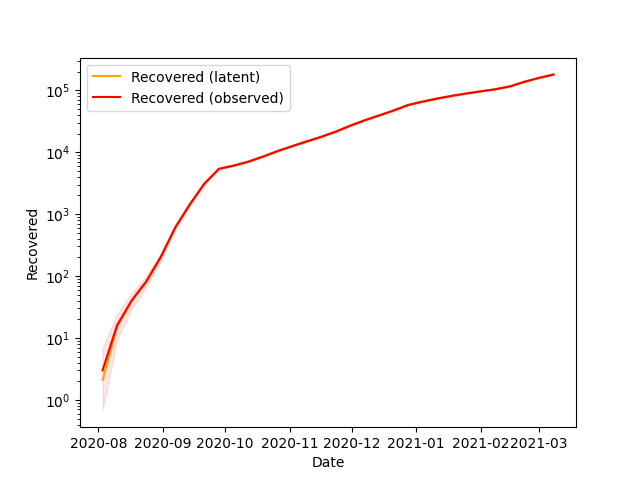 Recovered (latent)
Recovered (observed)
Recovered
10^5
10^4
10^3
10^2
10^1
10^0
2020-08 2020-09 2020-10 2020-11 2020-12 2021-01 2021-02 2021-03
Date